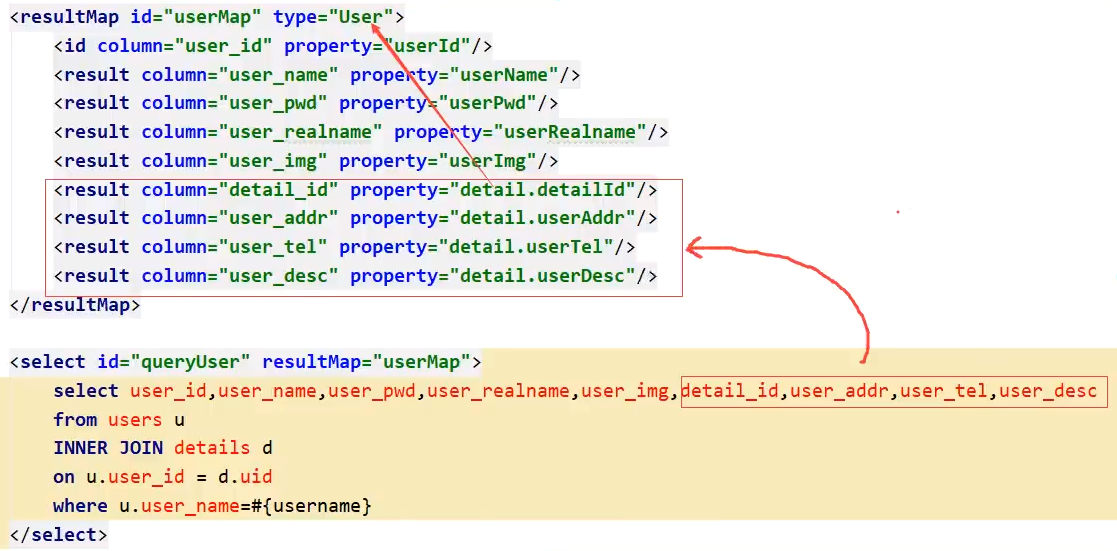 <resultMap id="userMap" type="User">
<id column="user_id" property="userId"/>
<result column="user_name" property="userName"/>
<result column="user_pwd" property="userPwd"/>
<result column="user_realname" property="userRealname"/>
<result column="user_img" property="userImg"/>
<result column="detail_id" property="detail.detailId"/>
<result column="user_addr" property="detail.userAddr"/>
<result column="user_tel" property="detail.userTel"/>
<result column="user_desc" property="detail.userDesc"/>
</resultMap>
<select id="queryUser" resultMap="userMap">
select user_id,user_name,user_pwd,user_realname,user_img,detail_id,user_addr,user_tel,user_desc
from users u
INNER JOIN details d
on u.user_id = d.uid
where u.user_name=#{username}
</select>